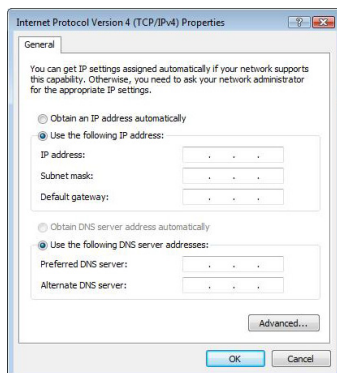 Internet Protocol Version 4 (TCP/IPv4) Properties
General
You can get IP settings assigned automatically if your network supports
this capability. Otherwise, you need to ask your network administrator
for the appropriate IP settings.
Obtain an IP address automatically
Use the following IP address:
IP address:
Subnet mask:
Default gateway:
Obtain DNS server address automatically
Use the following DNS server addresses:
Preferred DNS server:
Alternate DNS server:
Advanced...
OK
Cancel